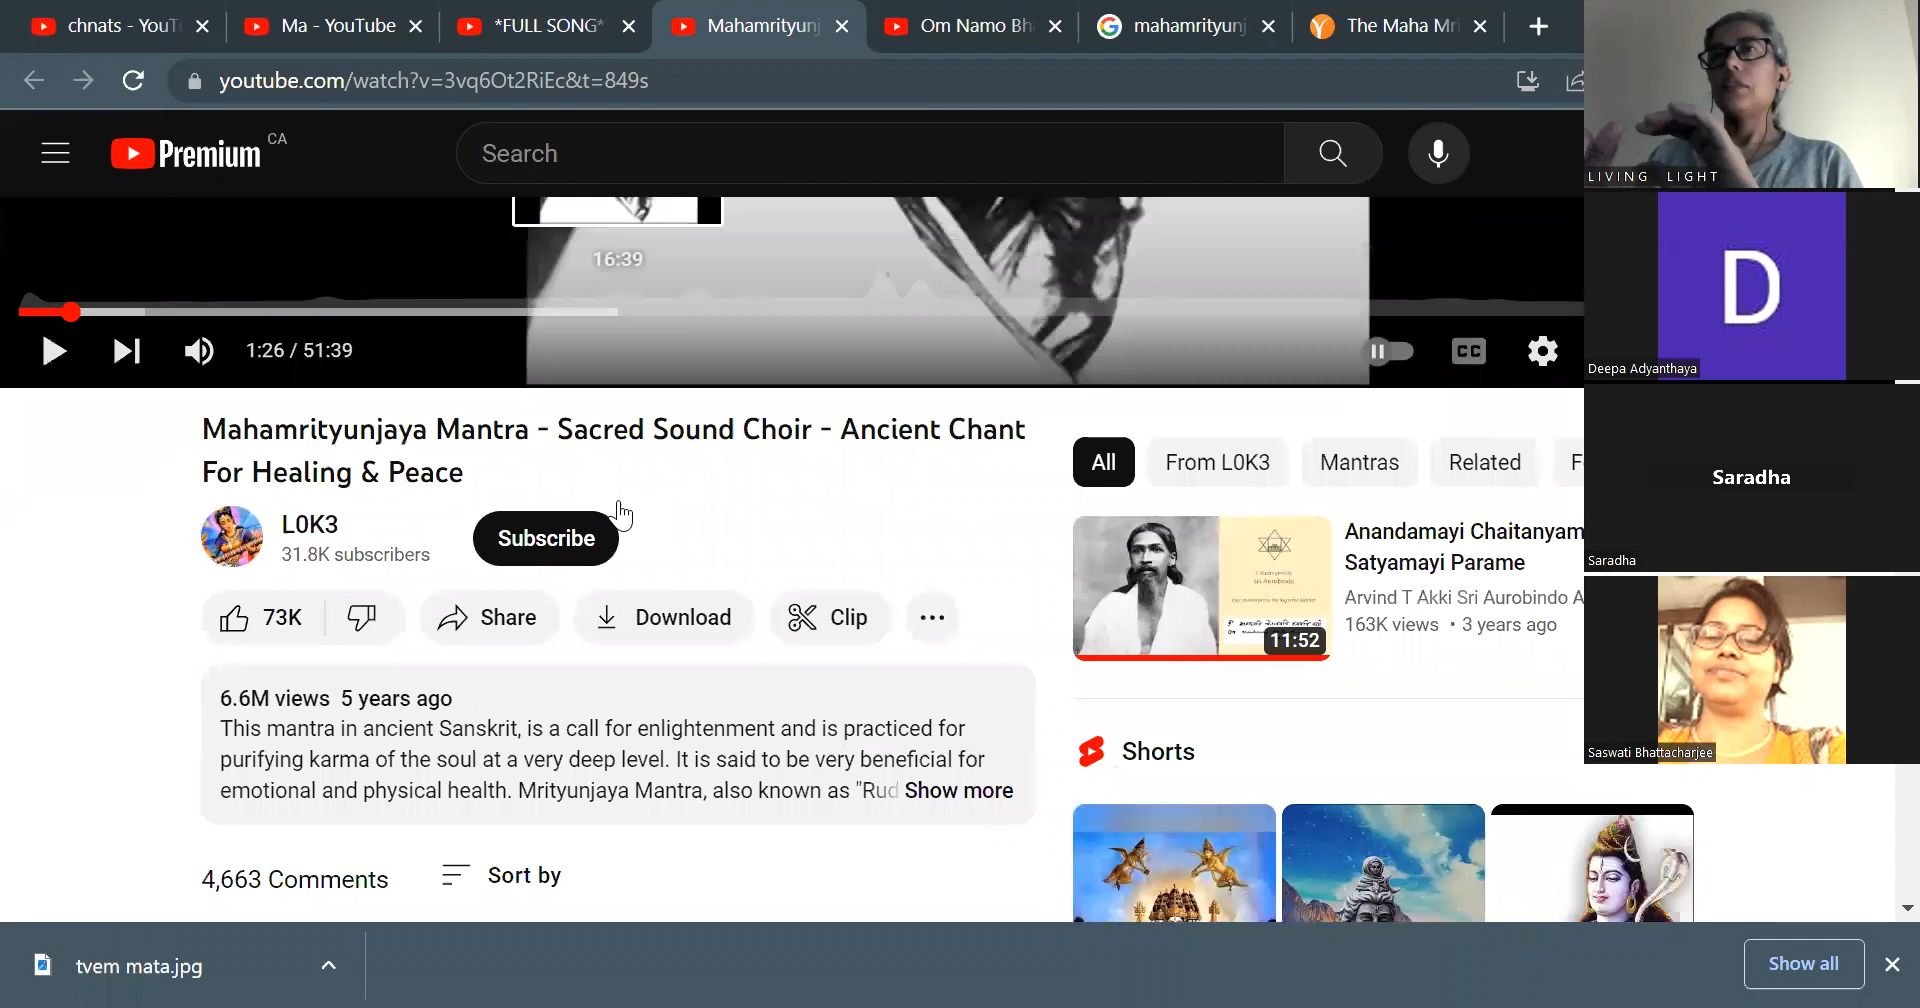 chnats - YouT
Ma - YouTube
*FULL SONG*
Mahamrityunj
Om Namo Bh
mahamrityunj
The Maha Mri
youtube.com/watch?v=3vq6Ot2RiEc&t=849s
Premium CA
Search
LIVING LIGHT
16:39
1:26 / 51:39
CC
D
Deepa Adyanthaya
Mahamrityunjaya Mantra - Sacred Sound Choir - Ancient Chant
For Healing & Peace
L0K3
31.8K subscribers
Subscribe
73K
Share
Download
Clip
All
From L0K3
Mantras
Related
F
Saradha
Saradha
Anandamayi Chaitanyam
Satyamayi Parame
Arvind T Akki Sri Aurobindo A
163K views • 3 years ago
Sri Aurobindo
11:52
6.6M views 5 years ago
This mantra in ancient Sanskrit, is a call for enlightenment and is practiced for
purifying karma of the soul at a very deep level. It is said to be very beneficial for
emotional and physical health. Mrityunjaya Mantra, also known as "Rud Show more
Shorts
Saswati Bhattacharjee
4,663 Comments
Sort by
tvem mata.jpg
Show all